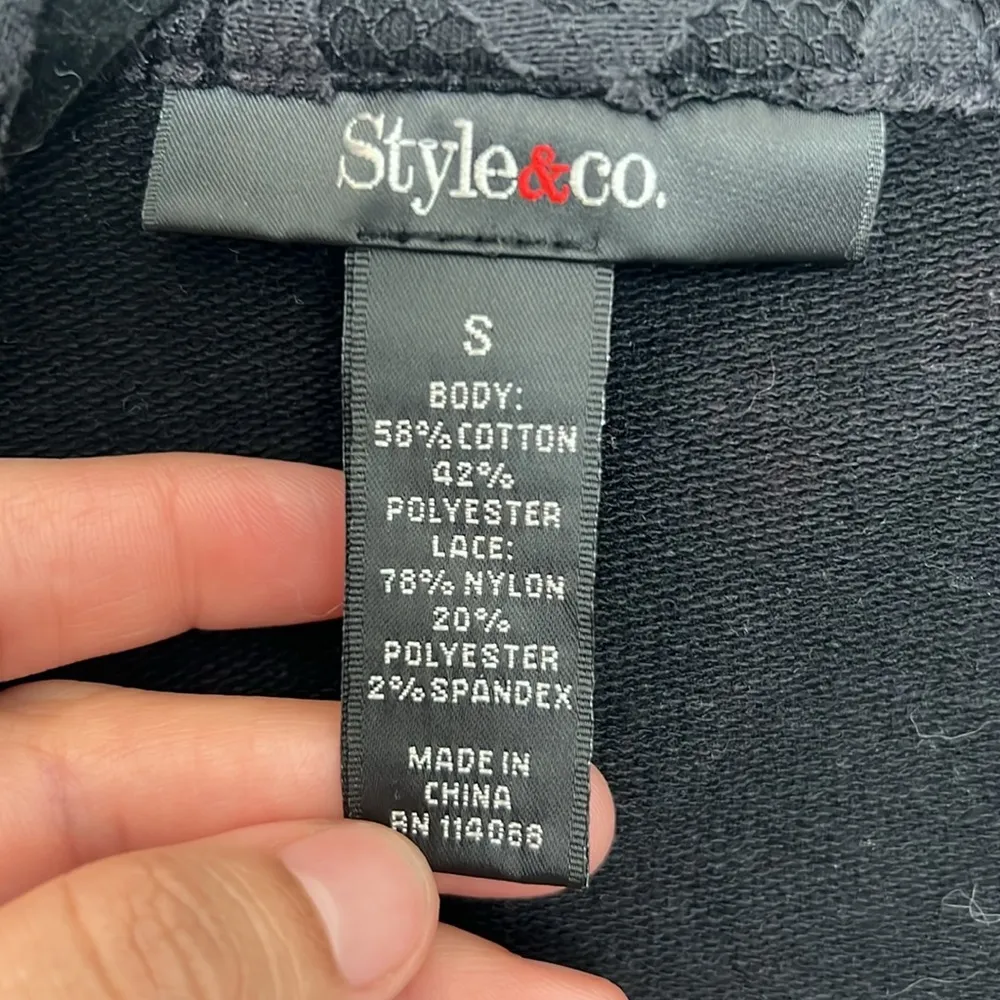 Style&co.
S
BODY:
58% COTTON
42%
POLYESTER
LACE:
78% NYLON
20%
POLYESTER
2% SPANDEX
MADE IN
CHINA
RN 114068